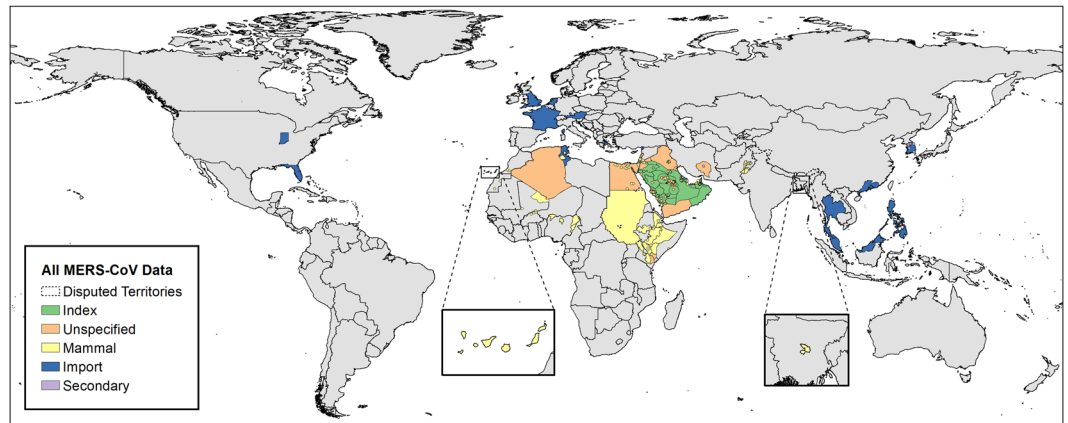 All MERS-CoV Data
Disputed Territories
Index
Unspecified
Mammal
Import
Secondary